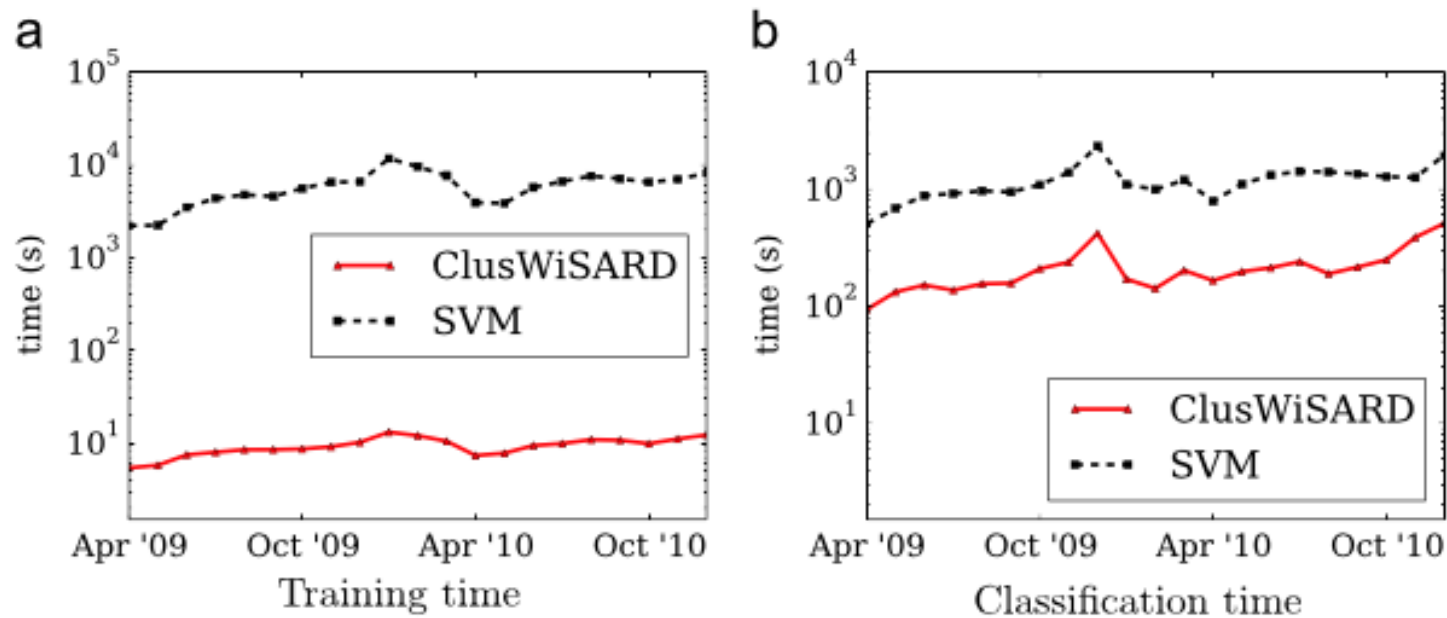 a
10^5
10^4
10^3
10^2
10^1
time (s)
ClusWiSARD
SVM
Apr '09 Oct '09 Apr '10 Oct '10
Training time
b
10^4
10^3
10^2
10^1
time (s)
ClusWiSARD
SVM
Apr '09 Oct '09 Apr '10 Oct '10
Classification time